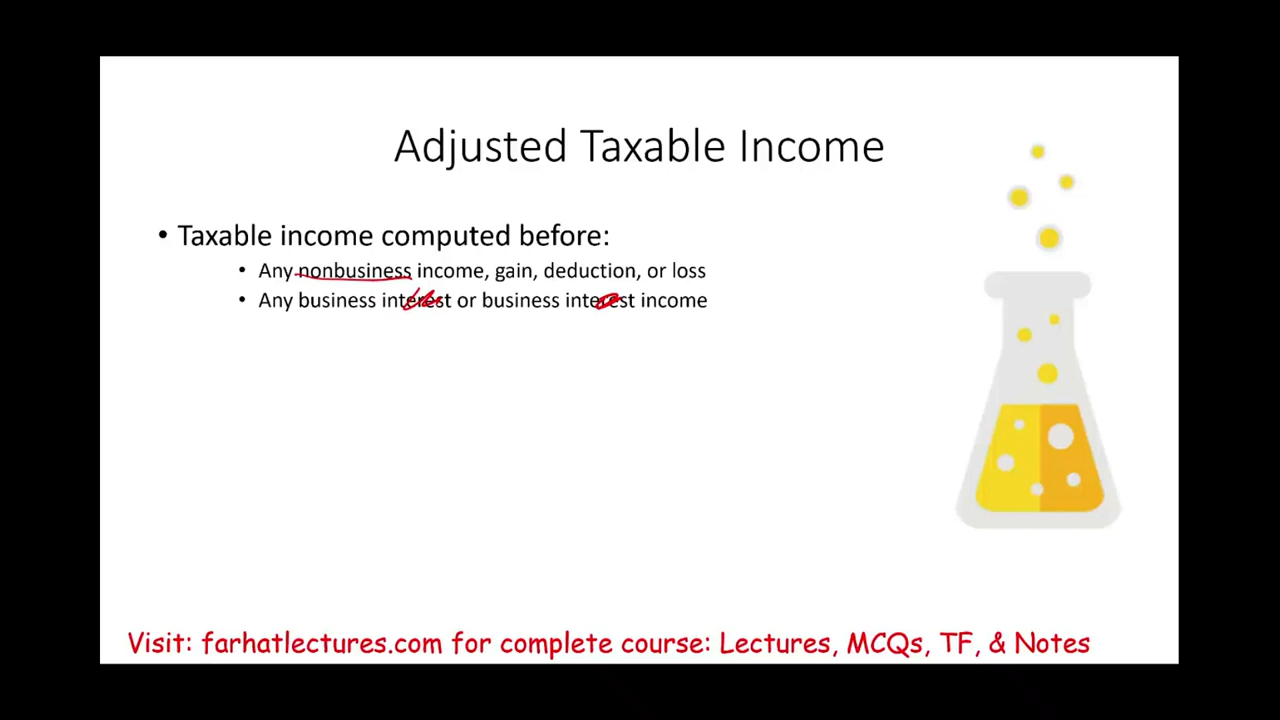 Adjusted Taxable Income
• Taxable income computed before:
• Any nonbusiness income, gain, deduction, or loss
• Any business interest or business interest income
Visit: farhatlectures.com for complete course: Lectures, MCQs, TF, & Notes